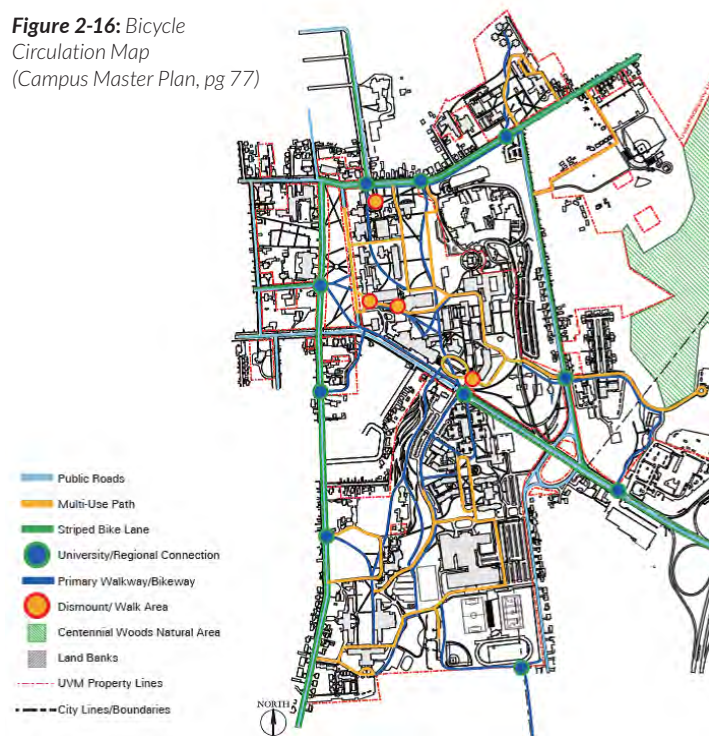 Figure 2-16: Bicycle
Circulation Map
(Campus Master Plan, pg 77)
Public Roads
Multi-Use Path
Striped Bike Lane
University/Regional Connection
Primary Walkway/Bikeway
Dismount/ Walk Area
Centennial Woods Natural Area
Land Banks
UVM Property Lines
City Lines/Boundaries
NORTH